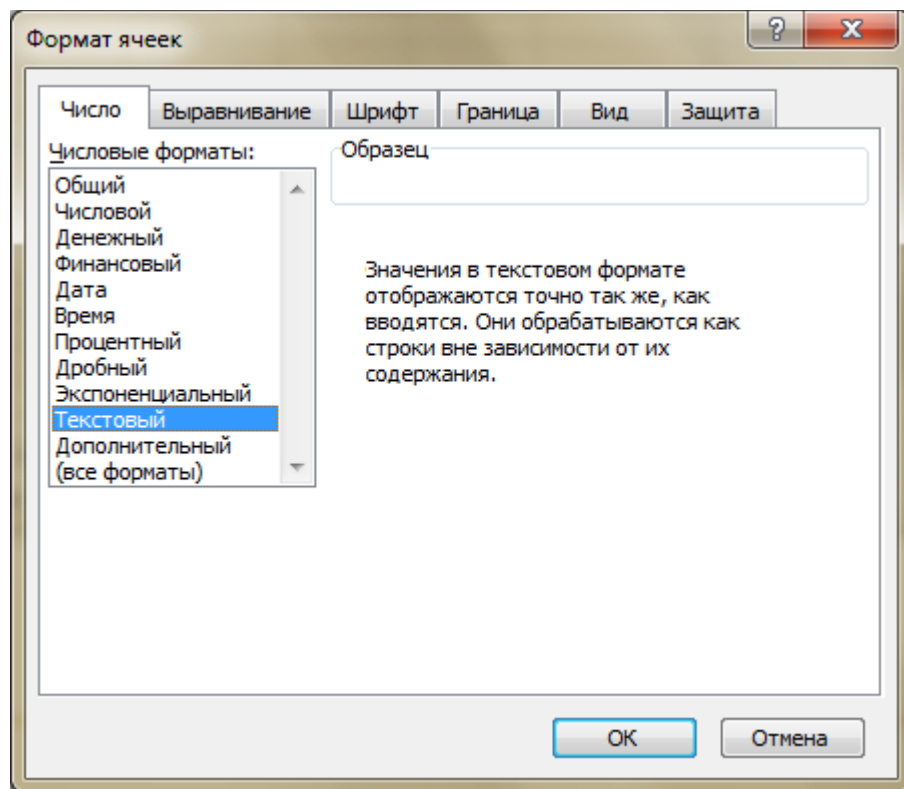 Формат ячеек
Число Выравнивание Шрифт Граница Вид Защита
Числовые форматы:
Общий
Числовой
Денежный
Финансовый
Дата
Время
Процентный
Дробный
Экспоненциальный
Текстовый
Дополнительный
(все форматы)
Образец
Значения в текстовом формате
отображаются точно так же, как
вводятся. Они обрабатываются как
строки вне зависимости от их
содержания.
ОК Отмена